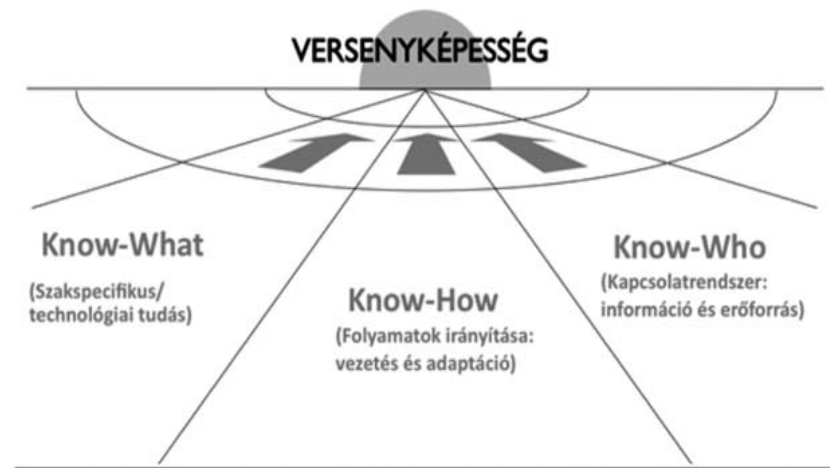 VERSENYKÉPESSÉG
Know-What
(Szakspecifikus/
technológiai tudás)
Know-How
(Folyamatok irányítása:
vezetés és adaptáció)
Know-Who
(Kapcsolatrendszer:
információ és erőforrás)